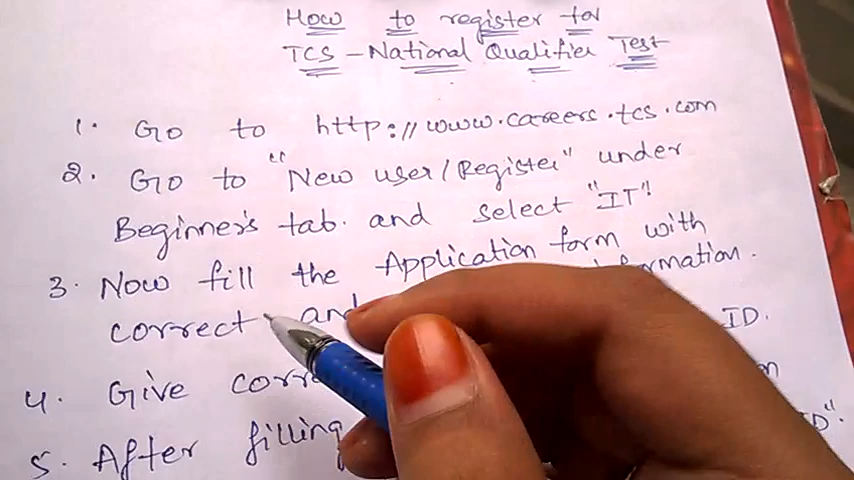 How to register for
TCS - National Qualifier Test
1. Go to http://www.careers.tcs.com
2. Go to "New user/Register" under
Beginner's tab. and select "IT".
3. Now fill the Application form with
correct and
4. Give ID.
5. After filling ID".